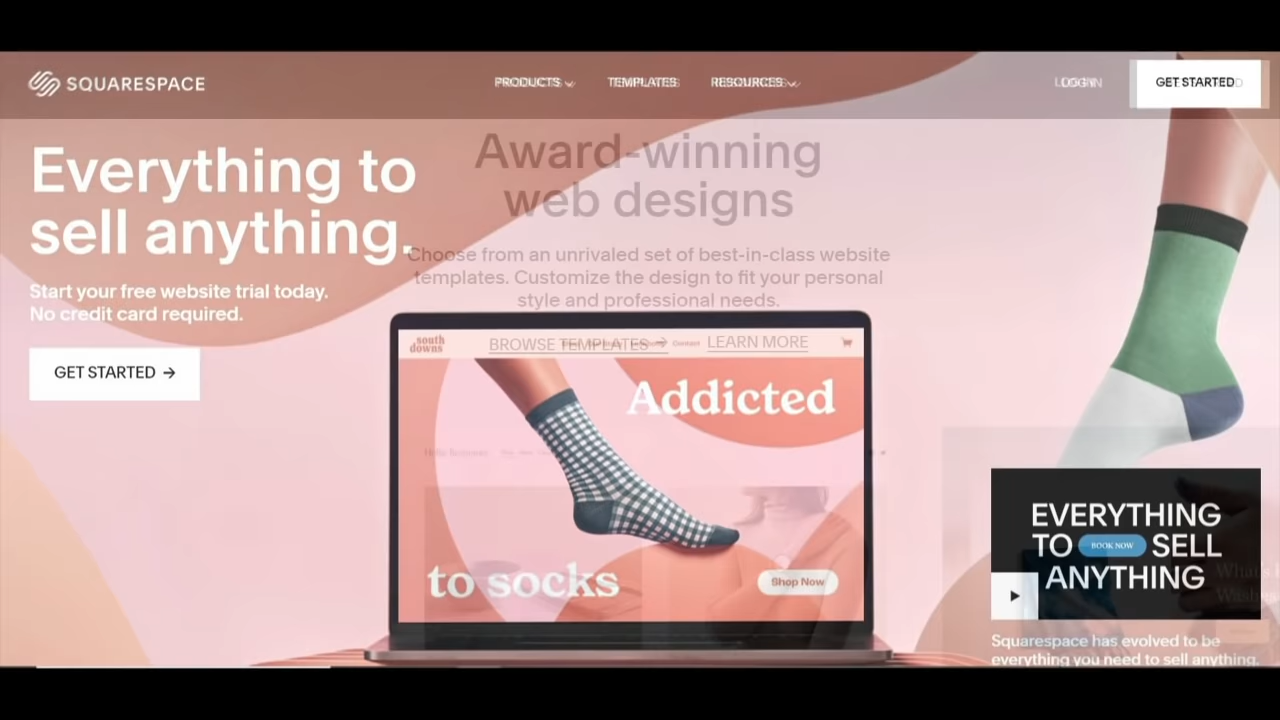 SQUARESPACE
PRODUCTS
TEMPLATES
RESOURCES
LOGIN
GET STARTED
Everything to
sell anything.
Start your free website trial today.
No credit card required.
GET STARTED →
Award-winning
web designs
Choose from an unrivaled set of best-in-class website
templates. Customize the design to fit your personal
style and professional needs.
BROWSE TEMPLATES → LEARN MORE
south
downs
Contact
Addicted
to socks
Shop Now
EVERYTHING
TO BOOK NOW SELL
ANYTHING
What's
Squarespace has evolved to be
everything you need to sell anything.